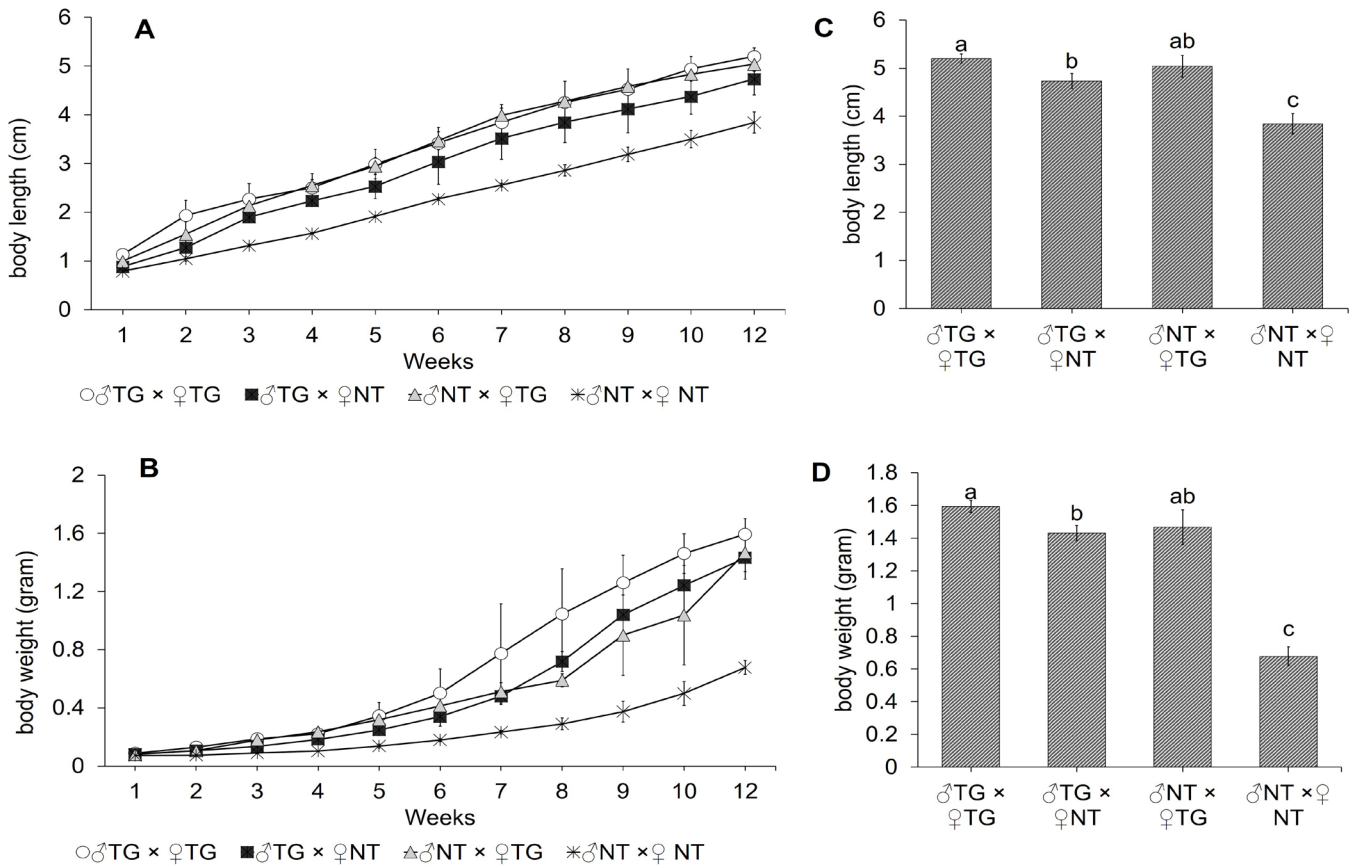 A
body length (cm)
6
5
4
3
2
1
0
1 2 3 4 5 6 7 8 9 10 12
Weeks
♂TG × ♀TG ♂TG × ♀NT ♂NT × ♀TG ♂NT × ♀ NT
C
body length (cm)
6
5
4
3
2
1
0
a b ab c
♂TG × ♂TG × ♂NT × ♂NT ×♀
♀TG ♀NT ♀TG NT
B
body weight (gram)
2
1.6
1.2
0.8
0.4
0
1 2 3 4 5 6 7 8 9 10 12
Weeks
♂TG × ♀TG ♂TG × ♀NT ♂NT × ♀TG ♂NT × ♀ NT
D
body weight (gram)
1.8
1.6
1.4
1.2
1
0.8
0.6
0.4
0.2
0
a b ab c
♂TG × ♂TG × ♂NT × ♂NT ×♀
♀TG ♀NT ♀TG NT